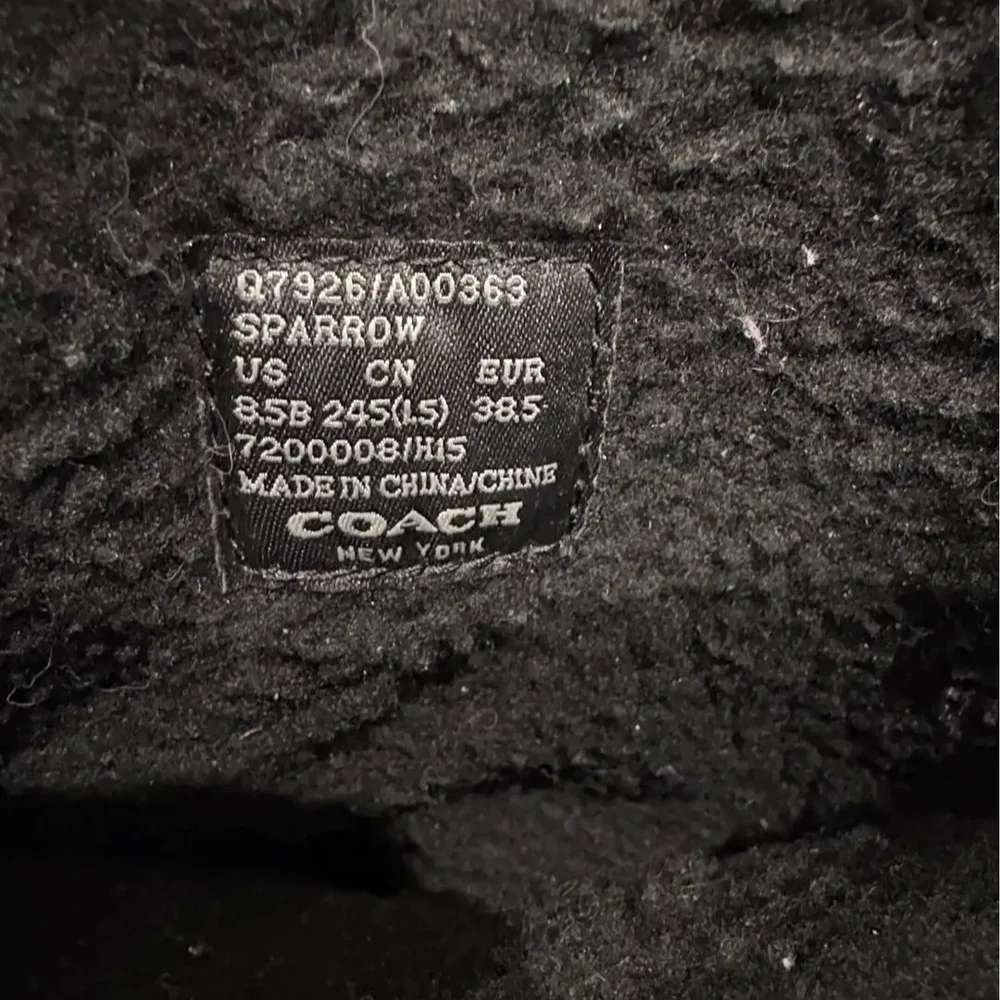 Q7926/A00363
SPARROW
US CN EUR
8.5B 245(1.5) 38.5
7200008/H15
MADE IN CHINA/CHINE
COACH
NEW YORK